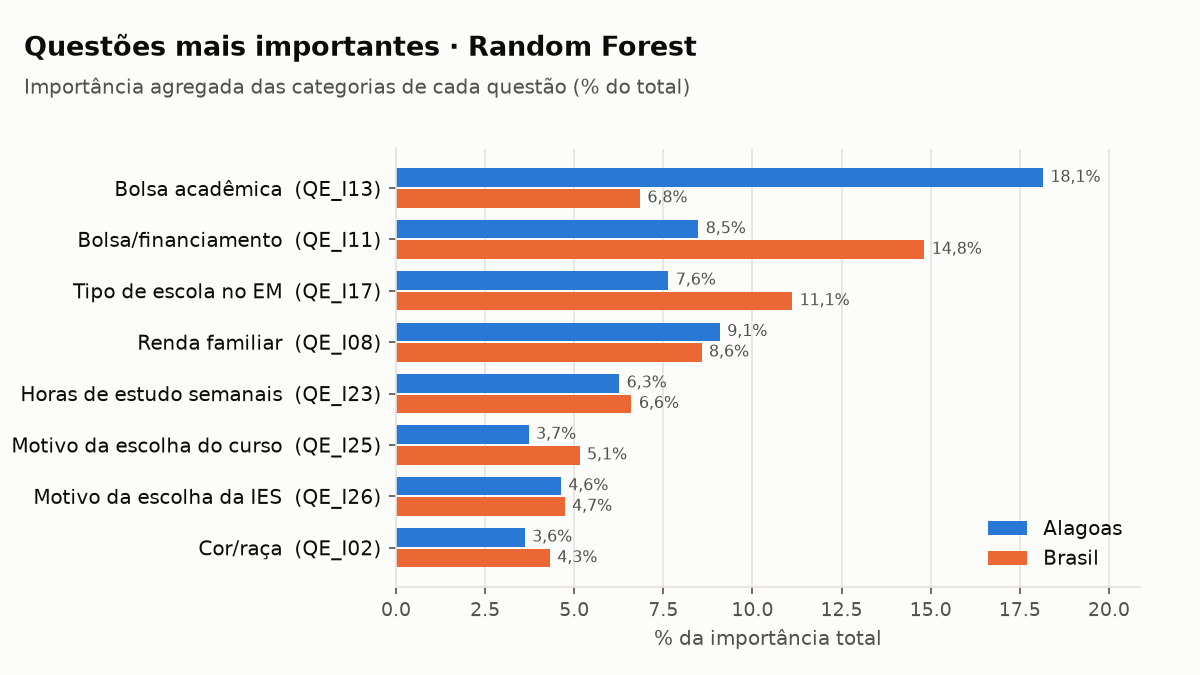 Questões mais importantes · Random Forest
Importância agregada das categorias de cada questão (% do total)
Bolsa acadêmica (QE_I13)
18,1%
6,8%
Bolsa/financiamento (QE_I11)
8,5%
14,8%
Tipo de escola no EM (QE_I17)
7,6%
11,1%
Renda familiar (QE_I08)
9,1%
8,6%
Horas de estudo semanais (QE_I23)
6,3%
6,6%
Motivo da escolha do curso (QE_I25)
3,7%
5,1%
Motivo da escolha da IES (QE_I26)
4,6%
4,7%
Cor/raça (QE_I02)
3,6%
4,3%
Alagoas
Brasil
0.0 2.5 5.0 7.5 10.0 12.5 15.0 17.5 20.0
% da importância total